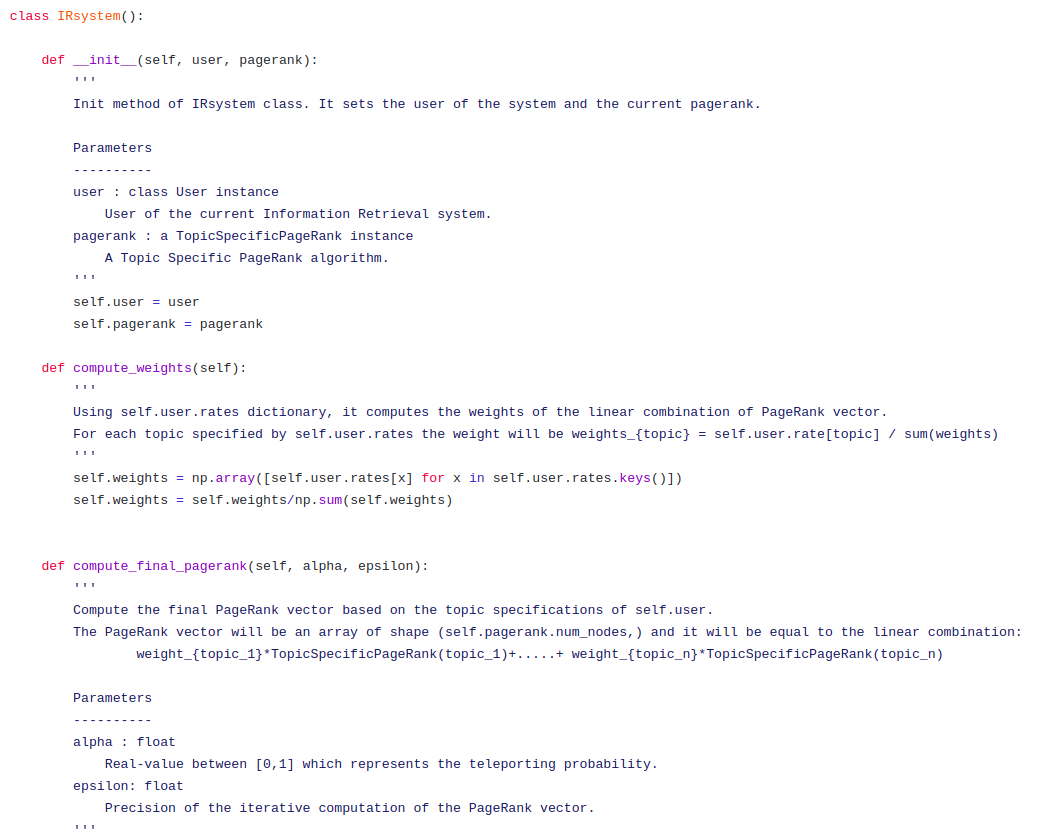 class IRsystem():
    def __init__(self, user, pagerank):
        '''
        Init method of IRsystem class. It sets the user of the system and the current pagerank.
        Parameters
        ----------
        user : class User instance
            User of the current Information Retrieval system.
        pagerank : a TopicSpecificPageRank instance
            A Topic Specific PageRank algorithm.
        '''
        self.user = user
        self.pagerank = pagerank
    def compute_weights(self):
        '''
        Using self.user.rates dictionary, it computes the weights of the linear combination of PageRank vector.
        For each topic specified by self.user.rates the weight will be weights_{topic} = self.user.rate[topic] / sum(weights)
        '''
        self.weights = np.array([self.user.rates[x] for x in self.user.rates.keys()])
        self.weights = self.weights/np.sum(self.weights)
    def compute_final_pagerank(self, alpha, epsilon):
        '''
        Compute the final PageRank vector based on the topic specifications of self.user.
        The PageRank vector will be an array of shape (self.pagerank.num_nodes,) and it will be equal to the linear combination:
                weight_{topic_1}*TopicSpecificPageRank(topic_1)+.....+ weight_{topic_n}*TopicSpecificPageRank(topic_n)
        Parameters
        ----------
        alpha : float
            Real-value between [0,1] which represents the teleporting probability.
        epsilon: float
            Precision of the iterative computation of the PageRank vector.
        '''